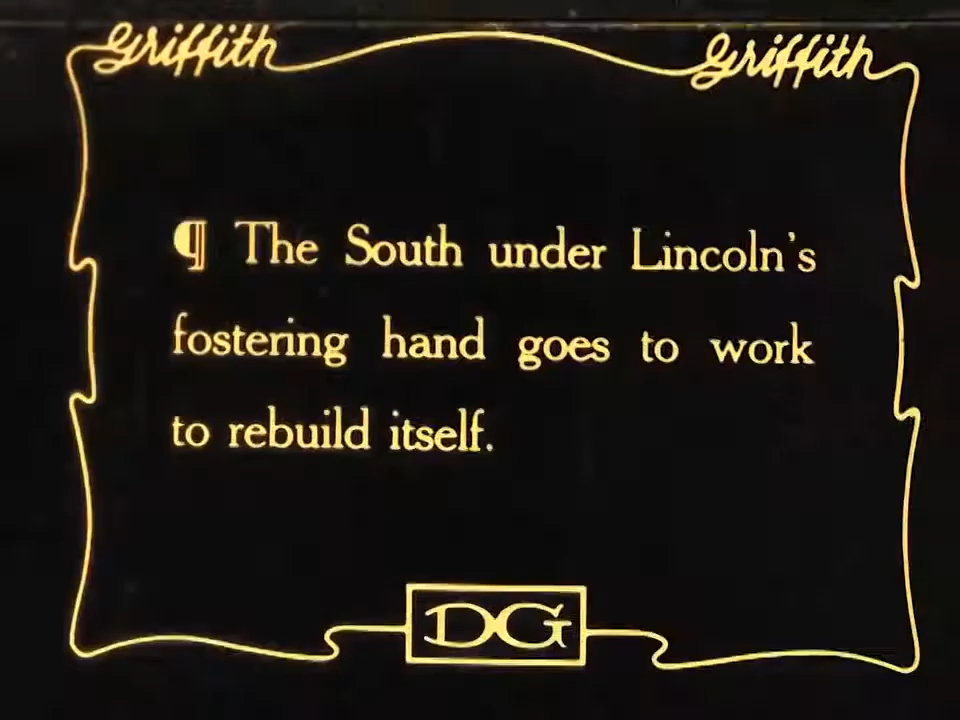 Griffith Griffith
¶ The South under Lincoln's
fostering hand goes to work
to rebuild itself.
DG